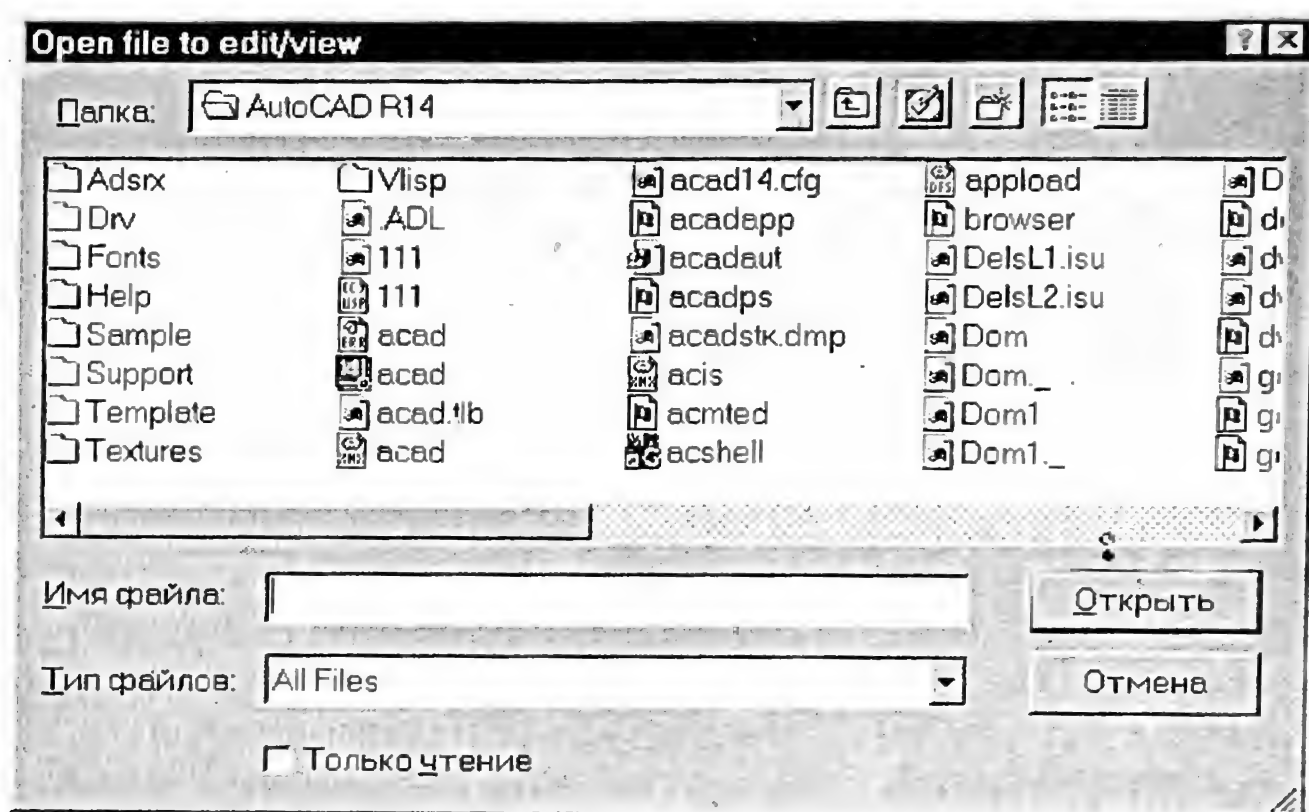 Open file to edit/view
Папка: AutoCAD R14
Adsrx Vlisp acad14.cfg appload D
Drv .ADL acadapp browser d
Fonts 111 acadaut DelsL1.isu d
Help 111 acadps DelsL2.isu d
Sample acad acadstk.dmp Dom d
Support acad acis Dom._ g
Template acad.tlb acmted Dom1 g
Textures acad acshell Dom1._ g
Имя файла: Открыть
Тип файлов: All Files Отмена
Только чтение